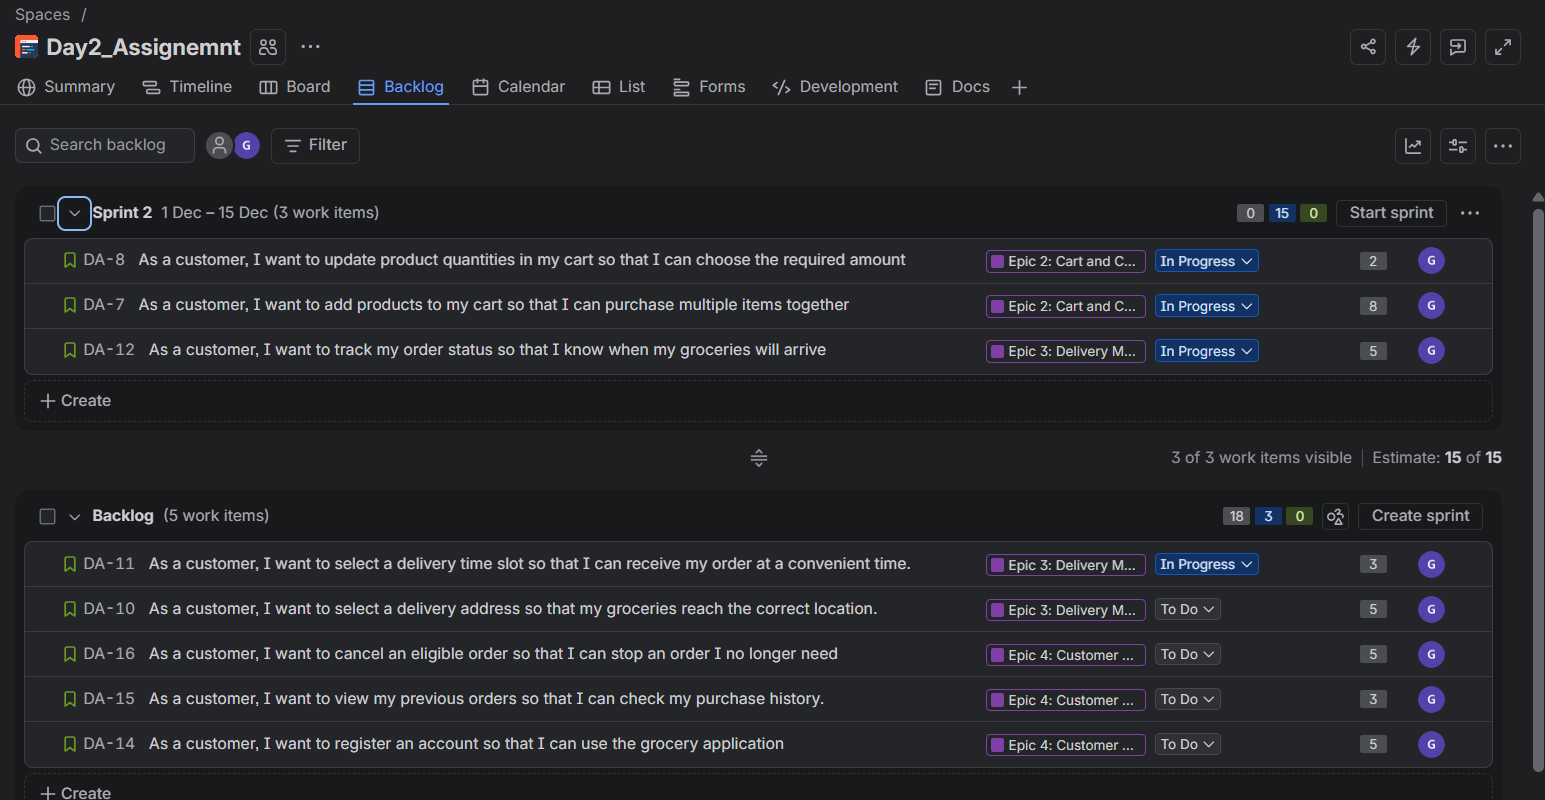 Spaces /
Day2_Assignemnt
Summary Timeline Board Backlog Calendar List Forms Development Docs
Search backlog G Filter
Sprint 2 1 Dec – 15 Dec (3 work items) 0 15 0 Start sprint
DA-8 As a customer, I want to update product quantities in my cart so that I can choose the required amount Epic 2: Cart and C... In Progress 2 G
DA-7 As a customer, I want to add products to my cart so that I can purchase multiple items together Epic 2: Cart and C... In Progress 8 G
DA-12 As a customer, I want to track my order status so that I know when my groceries will arrive Epic 3: Delivery M... In Progress 5 G
+ Create
3 of 3 work items visible Estimate: 15 of 15
Backlog (5 work items) 18 3 0 Create sprint
DA-11 As a customer, I want to select a delivery time slot so that I can receive my order at a convenient time. Epic 3: Delivery M... In Progress 3 G
DA-10 As a customer, I want to select a delivery address so that my groceries reach the correct location. Epic 3: Delivery M... To Do 5 G
DA-16 As a customer, I want to cancel an eligible order so that I can stop an order I no longer need Epic 4: Customer ... To Do 5 G
DA-15 As a customer, I want to view my previous orders so that I can check my purchase history. Epic 4: Customer ... To Do 3 G
DA-14 As a customer, I want to register an account so that I can use the grocery application Epic 4: Customer ... To Do 5 G
+ Create